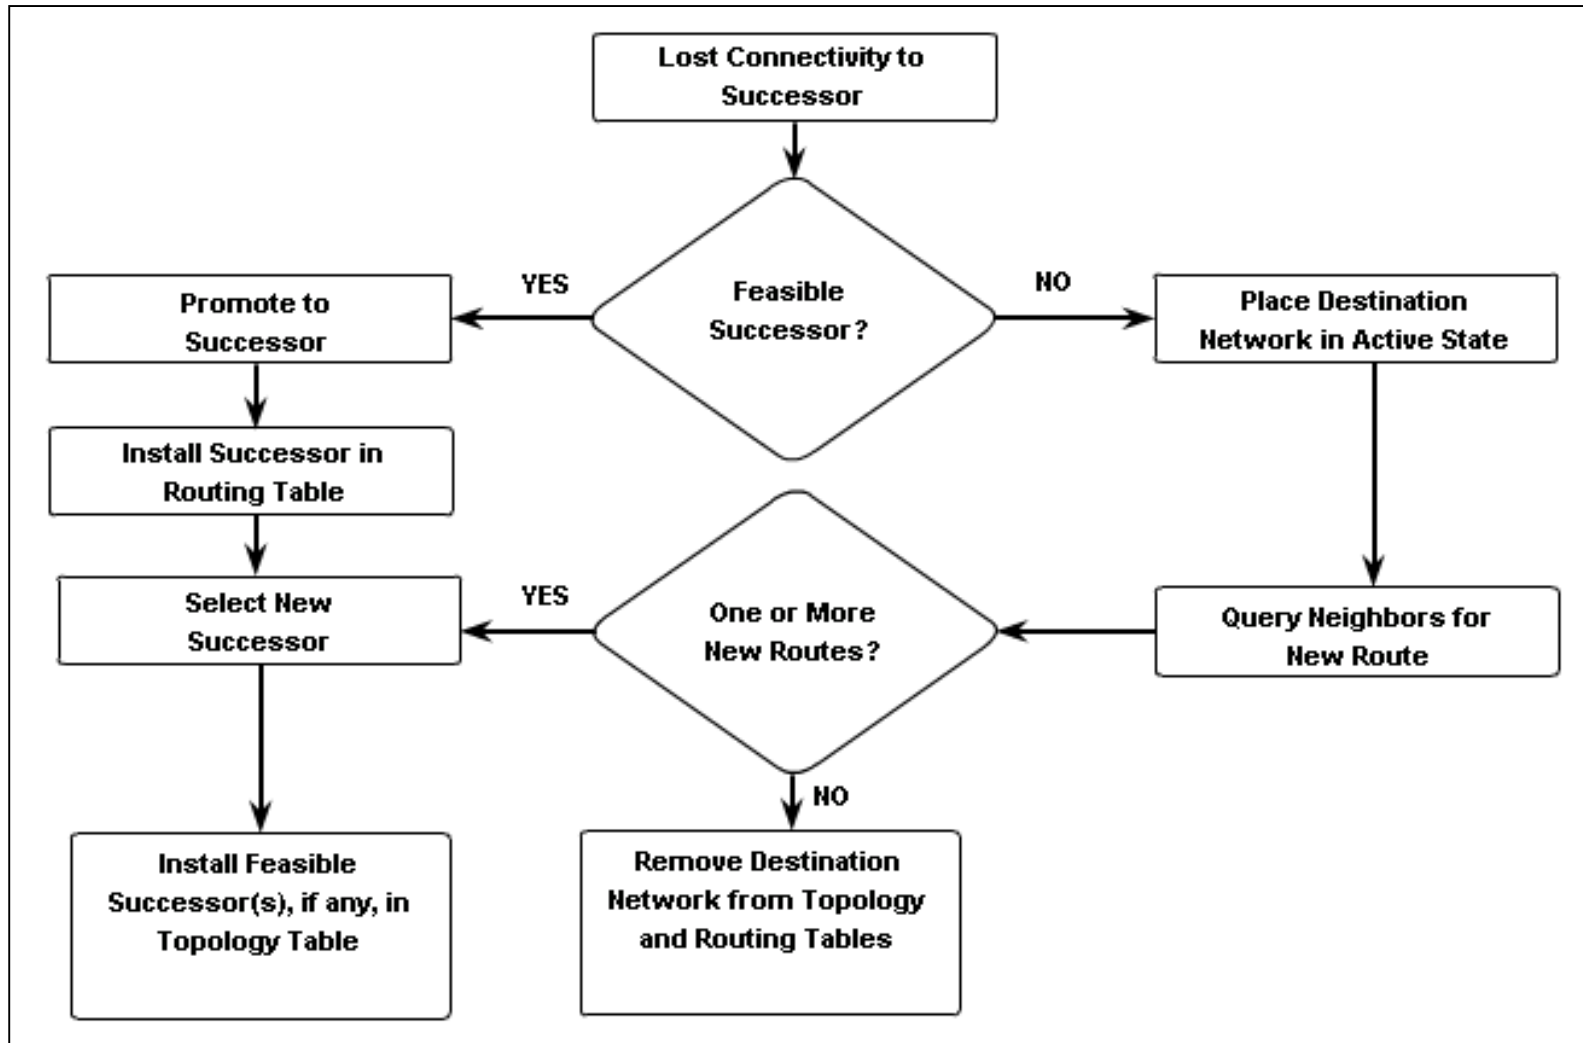 Lost Connectivity to
Successor
Feasible
Successor?
YES
NO
Promote to
Successor
Place Destination
Network in Active State
Install Successor in
Routing Table
One or More
New Routes?
YES
Select New
Successor
Query Neighbors for
New Route
NO
Install Feasible
Successor(s), if any, in
Topology Table
Remove Destination
Network from Topology
and Routing Tables